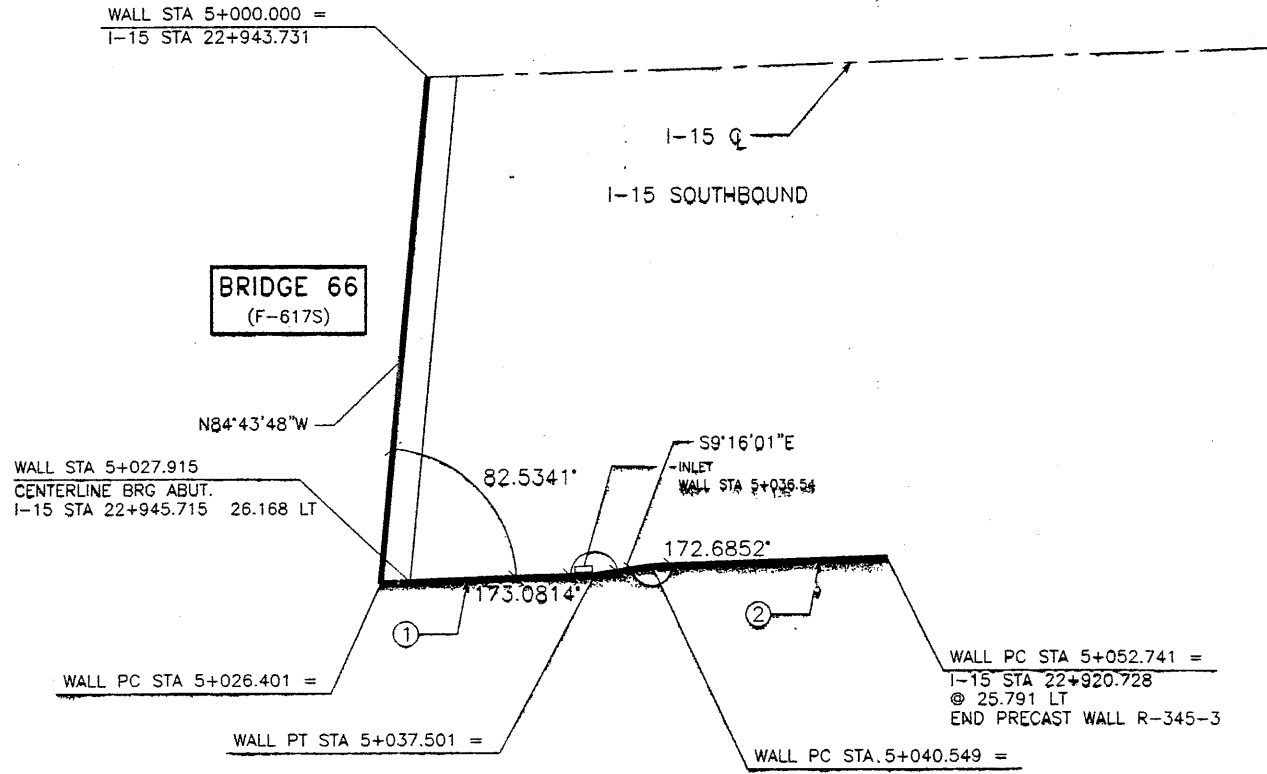 WALL STA 5+000.000 =
I-15 STA 22+943.731
I-15 ℄
I-15 SOUTHBOUND
BRIDGE 66
(F-617S)
N84°43'48"W
S9°16'01"E
WALL STA 5+027.915
CENTERLINE BRG ABUT.
I-15 STA 22+945.715 26.168 LT
82.5341°
INLET
WALL STA 5+036.54
172.6852°
173.0814°
1
2
WALL PC STA 5+026.401 =
WALL PC STA 5+052.741 =
I-15 STA 22+920.728
@ 25.791 LT
END PRECAST WALL R-345-3
WALL PT STA 5+037.501 =
WALL PC STA. 5+040.549 =